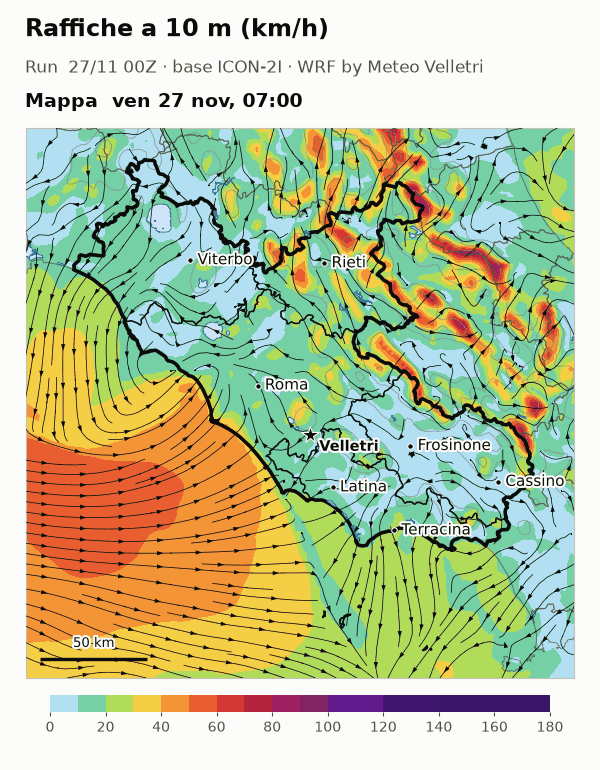 Raffiche a 10 m (km/h)
Run 27/11 00Z · base ICON-2I · WRF by Meteo Velletri
Mappa ven 27 nov, 07:00
Viterbo
Rieti
Roma
Velletri
Frosinone
Latina
Cassino
Terracina
50 km
0 20 40 60 80 100 120 140 160 180